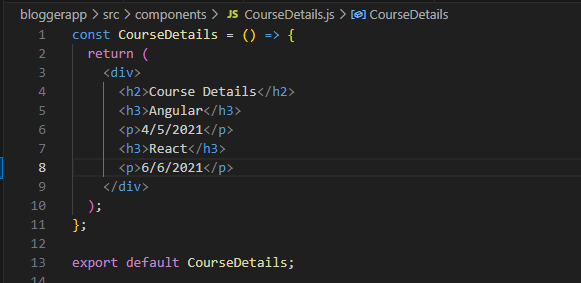 bloggerapp > src > components > JS CourseDetails.js > CourseDetails
1 const CourseDetails = () => {
2   return (
3     <div>
4       <h2>Course Details</h2>
5       <h3>Angular</h3>
6       <p>4/5/2021</p>
7       <h3>React</h3>
8       <p>6/6/2021</p>
9     </div>
10   );
11 };
12
13 export default CourseDetails;
14